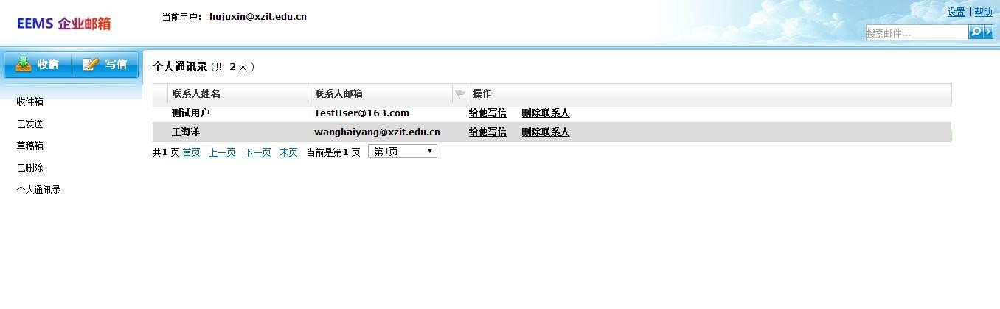 EEMS 企业邮箱
当前用户: hujuxin@xzit.edu.cn
设置 | 帮助
搜索邮件...
收信 写信
收件箱
已发送
草稿箱
已删除
个人通讯录
个人通讯录 (共 2 人 )
联系人姓名 联系人邮箱 操作
测试用户 TestUser@163.com 给他写信 删除联系人
王海洋 wanghaiyang@xzit.edu.cn 给他写信 删除联系人
共1 页 首页 上一页 下一页 末页 当前是第1 页 第1页